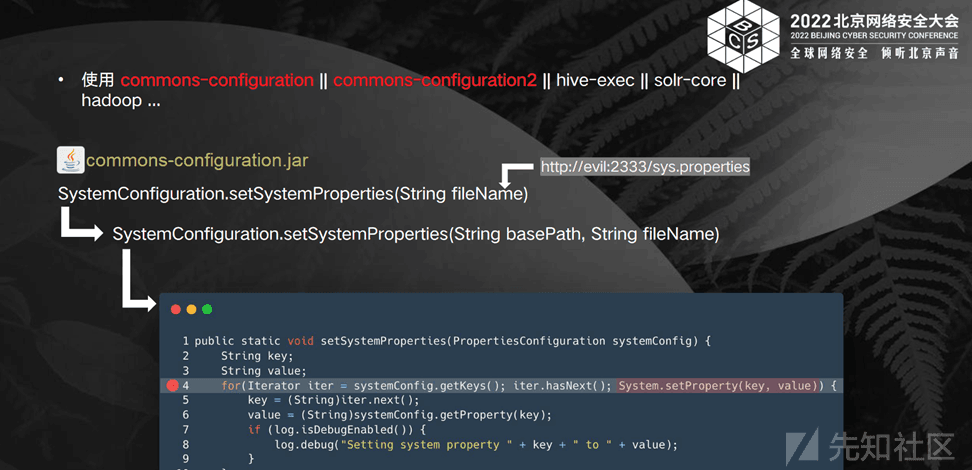 2022 北京网络安全大会
2022 BEIJING CYBER SECURITY CONFERENCE
全球网络安全 倾听北京声音
BCS
• 使用 commons-configuration || commons-configuration2 || hive-exec || solr-core ||
hadoop ...
commons-configuration.jar
http://evil:2333/sys.properties
SystemConfiguration.setSystemProperties(String fileName)
SystemConfiguration.setSystemProperties(String basePath, String fileName)
1 public static void setSystemProperties(PropertiesConfiguration systemConfig) {
2 String key;
3 String value;
4 for(Iterator iter = systemConfig.getKeys(); iter.hasNext(); System.setProperty(key, value)) {
5 key = (String)iter.next();
6 value = (String)systemConfig.getProperty(key);
7 if (log.isDebugEnabled()) {
8 log.debug("Setting system property " + key + " to " + value);
9 }
先知社区